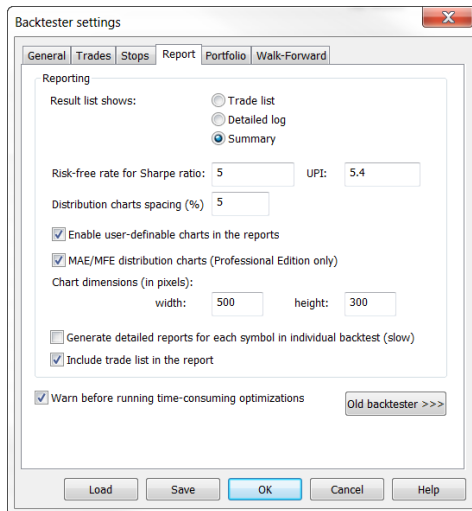 Backtester settings
General Trades Stops Report Portfolio Walk-Forward
Reporting
Result list shows: Trade list
Detailed log
Summary
Risk-free rate for Sharpe ratio: 5 UPI: 5.4
Distribution charts spacing (%) 5
Enable user-definable charts in the reports
MAE/MFE distribution charts (Professional Edition only)
Chart dimensions (in pixels):
width: 500 height: 300
Generate detailed reports for each symbol in individual backtest (slow)
Include trade list in the report
Warn before running time-consuming optimizations
Old backtester >>>
Load Save OK Cancel Help